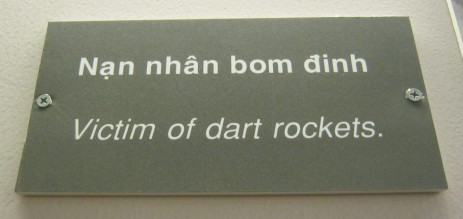 Nạn nhân bom đinh
Victim of dart rockets.